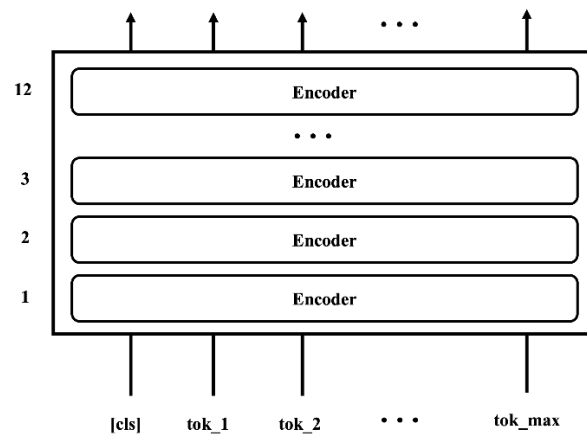 • • •
12 Encoder
• • •
3 Encoder
2 Encoder
1 Encoder
[cls] tok_1 tok_2 • • • tok_max